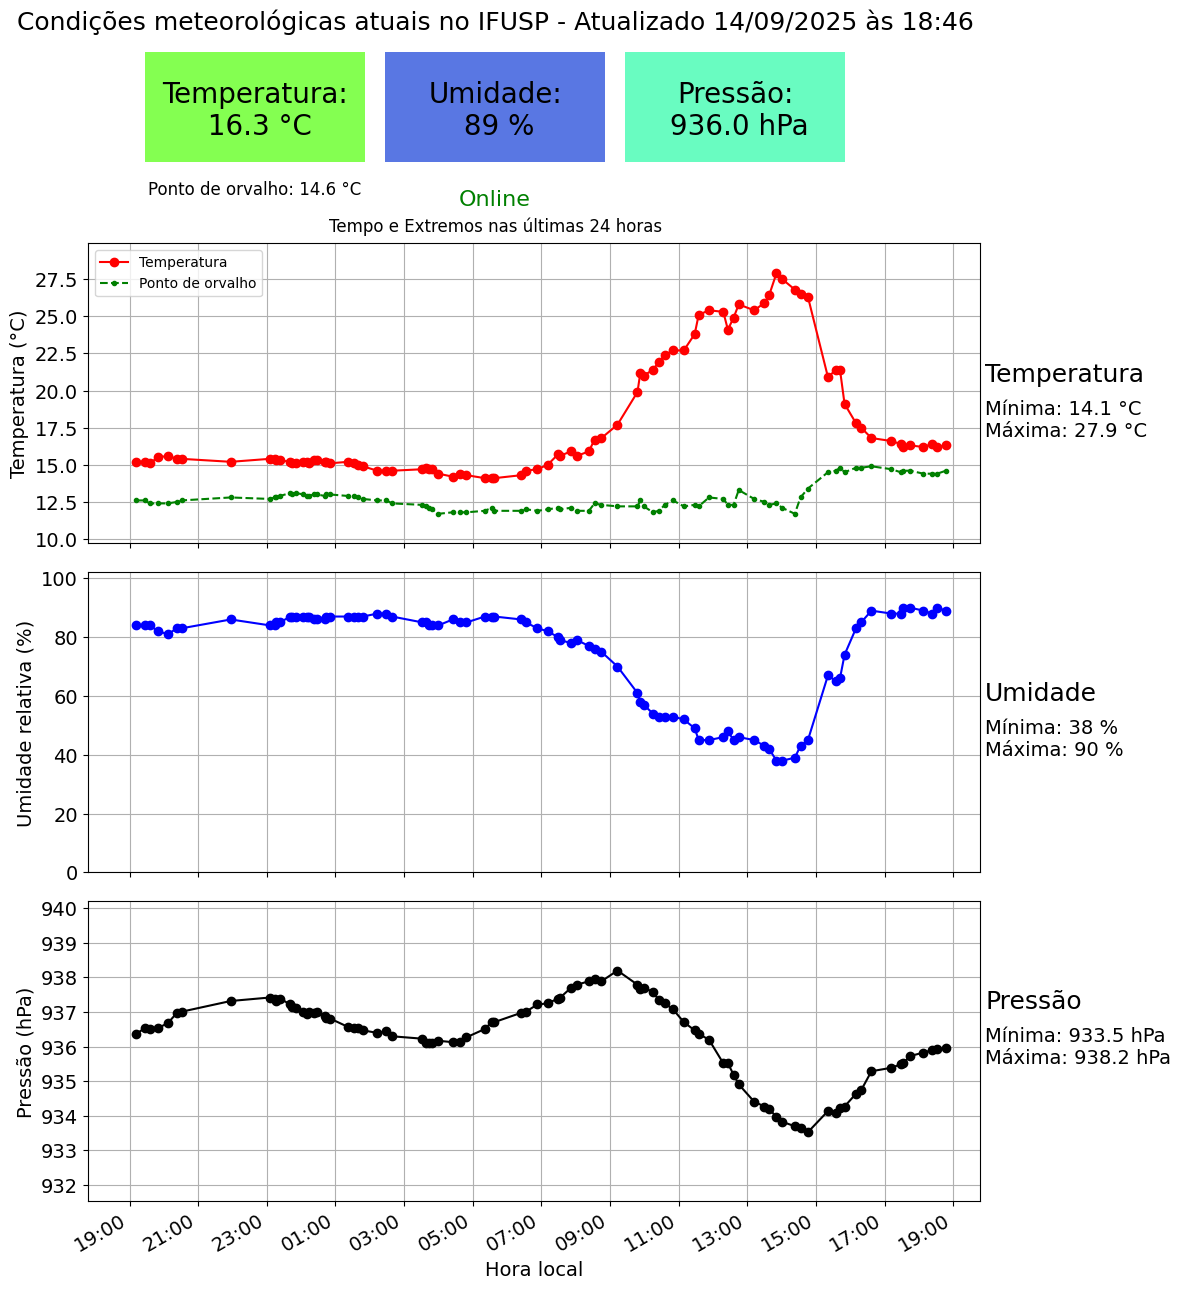 Condições meteorológicas atuais no IFUSP - Atualizado 14/09/2025 às 18:46
Temperatura:
16.3 °C
Umidade:
89 %
Pressão:
936.0 hPa
Ponto de orvalho: 14.6 °C
Online
Tempo e Extremos nas últimas 24 horas
Temperatura
Ponto de orvalho
Temperatura (°C)
27.5
25.0
22.5
20.0
17.5
15.0
12.5
10.0
Temperatura
Mínima: 14.1 °C
Máxima: 27.9 °C
Umidade relativa (%)
100
80
60
40
20
0
Umidade
Mínima: 38 %
Máxima: 90 %
Pressão (hPa)
940
939
938
937
936
935
934
933
932
Pressão
Mínima: 933.5 hPa
Máxima: 938.2 hPa
19:00 21:00 23:00 01:00 03:00 05:00 07:00 09:00 11:00 13:00 15:00 17:00 19:00
Hora local